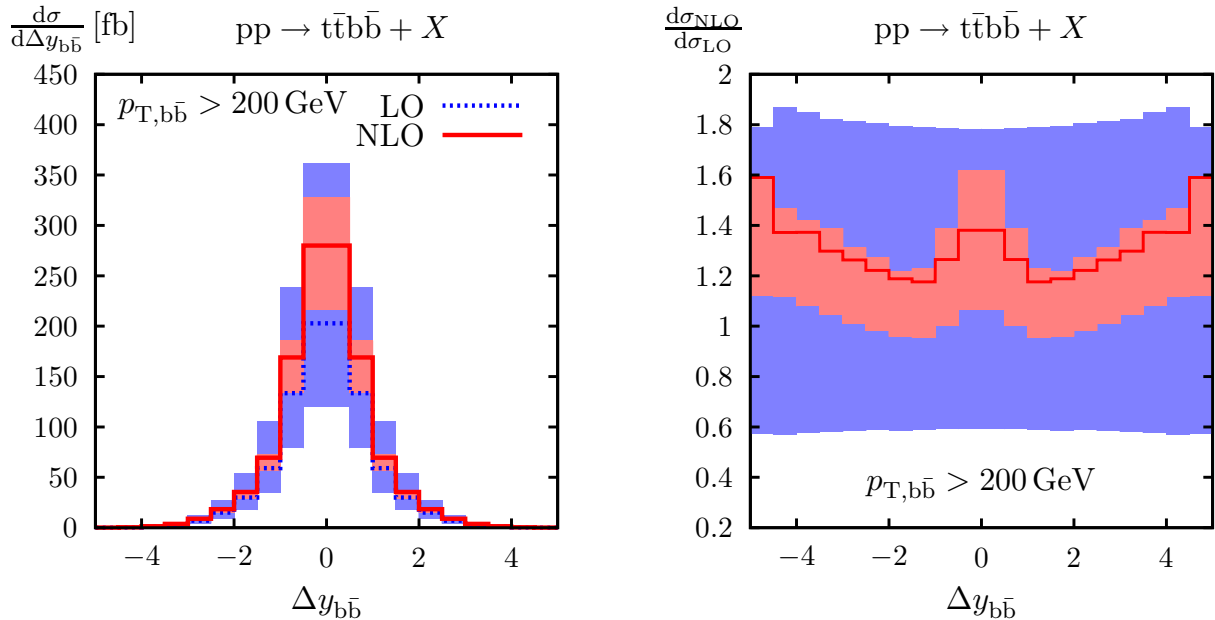 dσ/dΔy_bb̄ [fb]
pp → tt̄bb̄ + X
450
400
350
300
250
200
150
100
50
0
p_T,bb̄ > 200 GeV
LO
NLO
−4 −2 0 2 4
Δy_bb̄
dσ_NLO/dσ_LO
pp → tt̄bb̄ + X
2
1.8
1.6
1.4
1.2
1
0.8
0.6
0.4
0.2
p_T,bb̄ > 200 GeV
−4 −2 0 2 4
Δy_bb̄